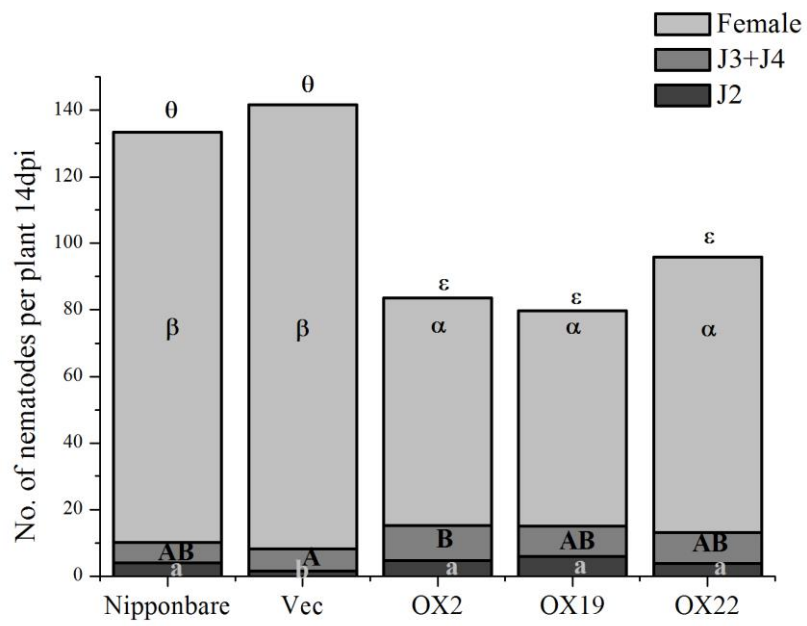 Female
J3+J4
J2
No. of nematodes per plant 14dpi
140
120
100
80
60
40
20
0
θ
θ
ε
ε
ε
β
β
α
α
α
AB
A
B
AB
AB
a
b
a
a
a
Nipponbare
Vec
OX2
OX19
OX22